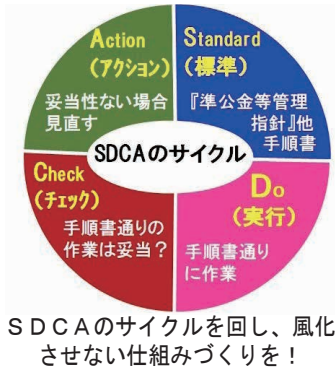 Standard
(標準)
『準公金等管理
指針』他
手順書
Do
(実行)
手順書通り
に作業
Check
(チェック)
手順書通りの
作業は妥当？
Action
(アクション)
妥当性ない場合
見直す
SDCAのサイクル
ＳＤＣＡのサイクルを回し、風化
させない仕組みづくりを！